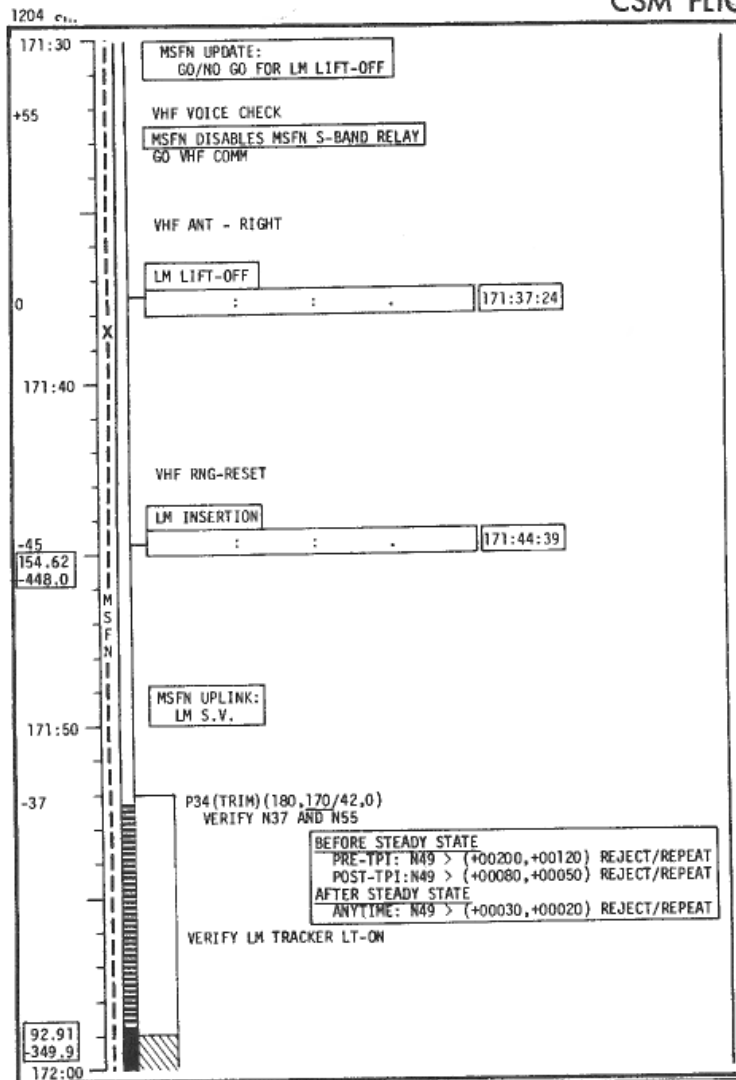 1204
CSM FLIG
171:30
MSFN UPDATE:
GO/NO GO FOR LM LIFT-OFF
+55
VHF VOICE CHECK
MSFN DISABLES MSFN S-BAND RELAY
GO VHF COMM
VHF ANT - RIGHT
LM LIFT-OFF
0
: : .
171:37:24
X
171:40
VHF RNG-RESET
LM INSERTION
-45
: : .
171:44:39
154.62
-448.0
MSFN
MSFN UPLINK:
LM S.V.
171:50
-37
P34(TRIM)(180,170/42,0)
VERIFY N37 AND N55
BEFORE STEADY STATE
PRE-TPI: N49 > (+00200,+00120) REJECT/REPEAT
POST-TPI:N49 > (+00080,+00050) REJECT/REPEAT
AFTER STEADY STATE
ANYTIME: N49 > (+00030,+00020) REJECT/REPEAT
VERIFY LM TRACKER LT-ON
92.91
-349.9
172:00